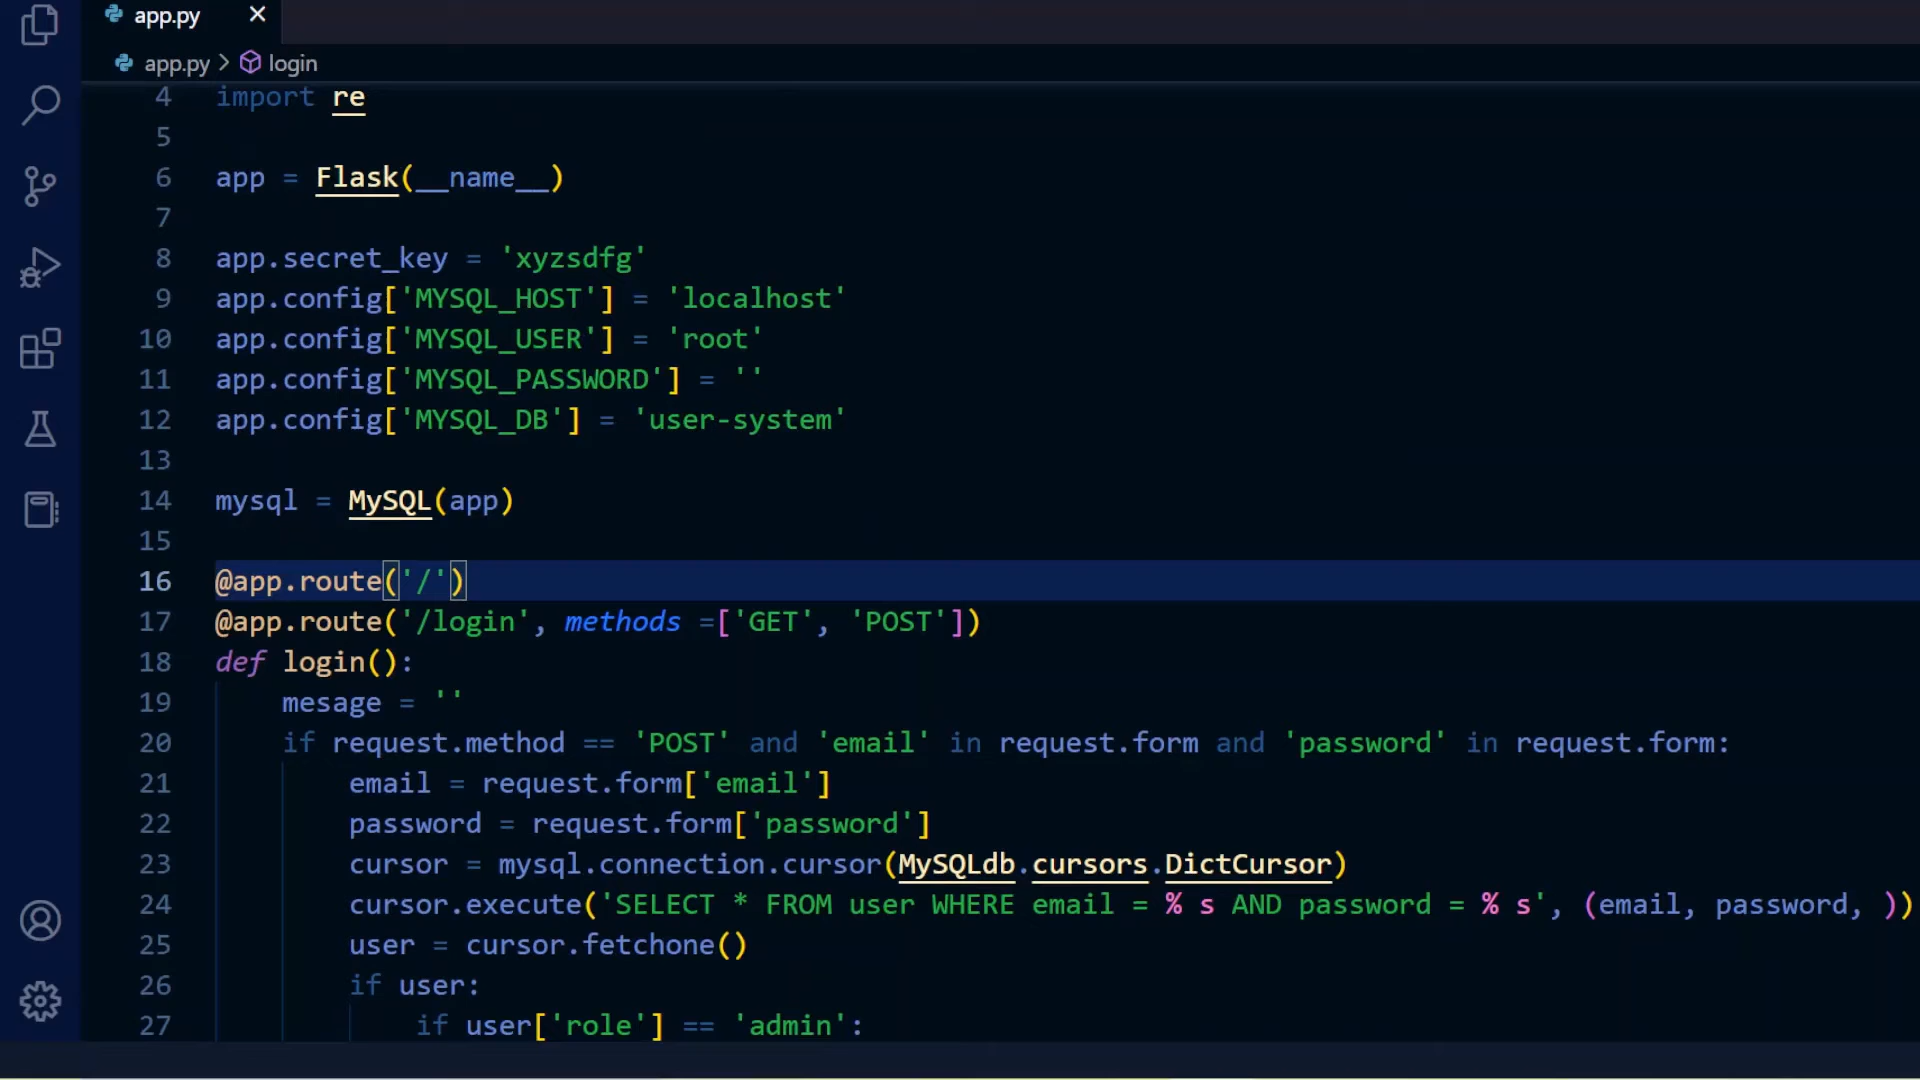 app.py
app.py > login
4 import re
5
6 app = Flask(__name__)
7
8 app.secret_key = 'xyzsdfg'
9 app.config['MYSQL_HOST'] = 'localhost'
10 app.config['MYSQL_USER'] = 'root'
11 app.config['MYSQL_PASSWORD'] = ''
12 app.config['MYSQL_DB'] = 'user-system'
13
14 mysql = MySQL(app)
15
16 @app.route('/')
17 @app.route('/login', methods =['GET', 'POST'])
18 def login():
19     mesage = ''
20     if request.method == 'POST' and 'email' in request.form and 'password' in request.form:
21         email = request.form['email']
22         password = request.form['password']
23         cursor = mysql.connection.cursor(MySQLdb.cursors.DictCursor)
24         cursor.execute('SELECT * FROM user WHERE email = % s AND password = % s', (email, password, ))
25         user = cursor.fetchone()
26         if user:
27             if user['role'] == 'admin':